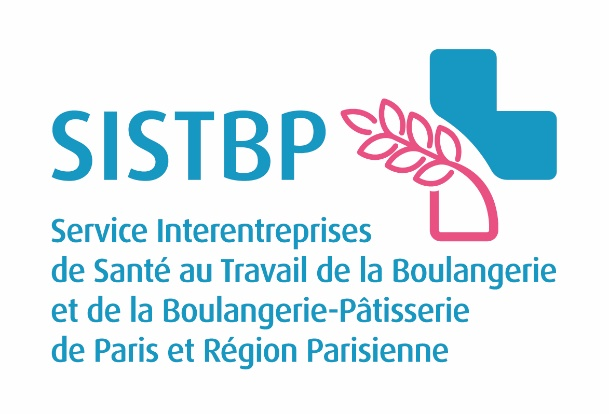 SISTBP
Service Interentreprises
de Santé au Travail de la Boulangerie
et de la Boulangerie-Pâtisserie
de Paris et Région Parisienne